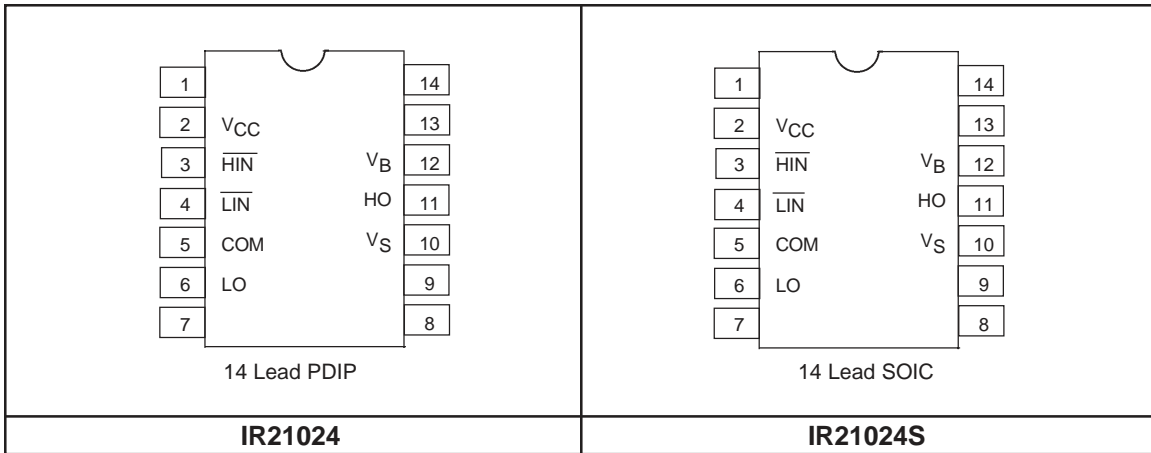 1 14
2 VCC 13
3 HIN VB 12
4 LIN HO 11
5 COM VS 10
6 LO 9
7 8
14 Lead PDIP
IR21024
1 14
2 VCC 13
3 HIN VB 12
4 LIN HO 11
5 COM VS 10
6 LO 9
7 8
14 Lead SOIC
IR21024S